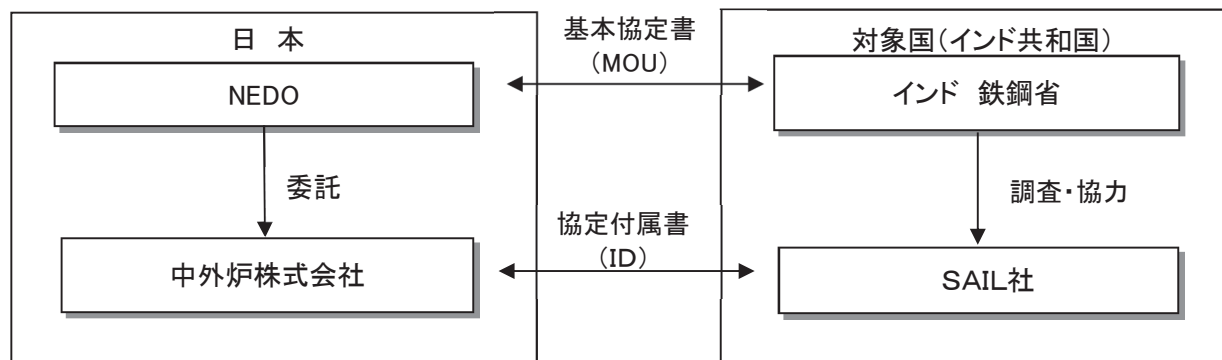 日 本
基本協定書
(MOU)
対象国(インド共和国)
NEDO
インド 鉄鋼省
委託
調査・協力
協定付属書
(ID)
中外炉株式会社
SAIL社